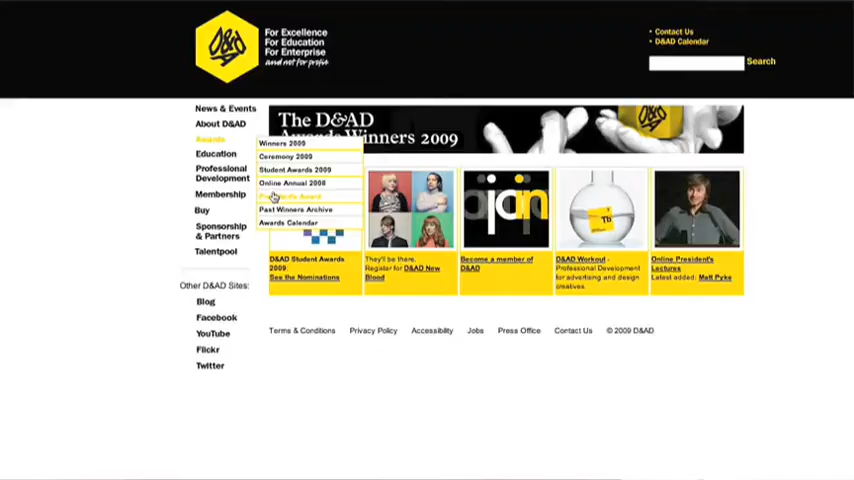 D&AD
For Excellence
For Education
For Enterprise
and not for profit
Contact Us
D&AD Calendar
Search
News & Events
About D&AD
Awards
Education
Professional
Development
Membership
Buy
Sponsorship
& Partners
Talentpool
Other D&AD Sites:
Blog
Facebook
YouTube
Flickr
Twitter
The D&AD
Awards Winners 2009
Winners 2009
Ceremony 2009
Student Awards 2009
Online Annual 2008
Award
Past Winners Archive
Awards Calendar
join
Tb
D&AD Student Awards
2009:
See the Nominations
They'll be there.
Register for D&AD New
Blood
Become a member of
D&AD
D&AD Workout -
Professional Development
for advertising and design
creatives.
Online President's
Lectures
Latest added: Matt Pyke
Terms & Conditions
Privacy Policy
Accessibility
Jobs
Press Office
Contact Us
© 2009 D&AD